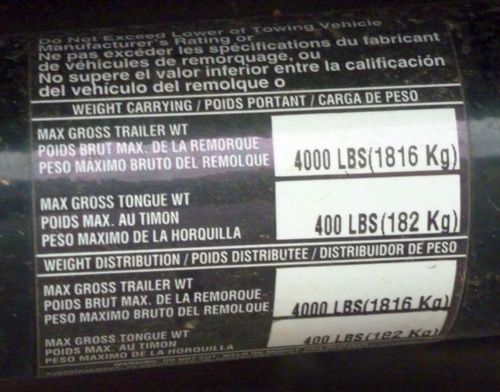 Do Not Exceed Lower of Towing Vehicle
Manufacturer's Rating or
Ne pas excéder les spécifications du fabricant
de véhicules de remorquage, ou
No supere el valor inferior entre la calificación
del vehículo del remolque o
WEIGHT CARRYING / POIDS PORTANT / CARGA DE PESO
MAX GROSS TRAILER WT
POIDS BRUT MAX. DE LA REMORQUE
PESO MÁXIMO BRUTO DEL REMOLQUE
4000 LBS(1816 Kg)
MAX GROSS TONGUE WT
POIDS MAX. AU TIMON
PESO MAXIMO DE LA HORQUILLA
400 LBS(182 Kg)
WEIGHT DISTRIBUTION / POIDS DISTRIBUTEE / DISTRIBUIDOR DE PESO
MAX GROSS TRAILER WT
POIDS BRUT MAX. DE LA REMORQUE
PESO MAXIMO BRUTO DEL REMOLQUE
4000 LBS(1816 Kg)
MAX GROSS TONGUE WT
POIDS MAX. AU TIMON
PESO MAXIMO DE LA HORQUILLA
400 LBS(182 Kg)